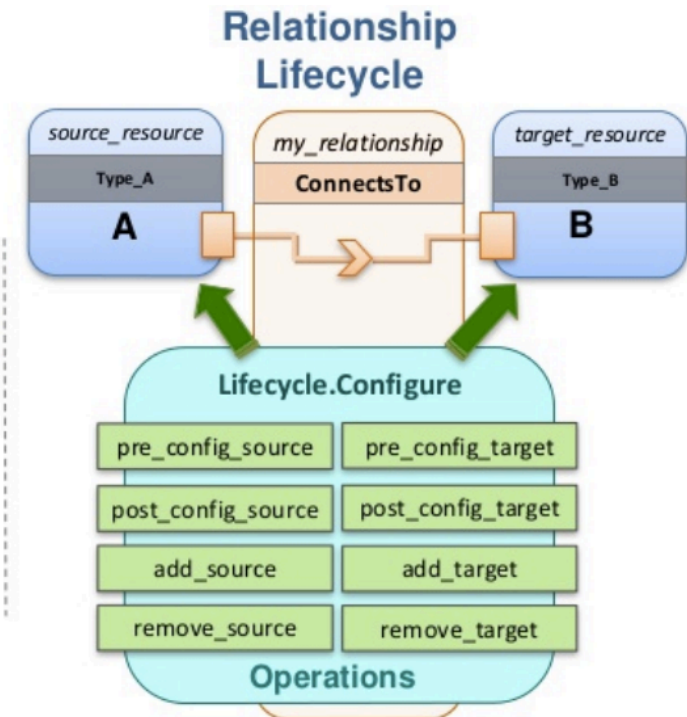 Relationship
Lifecycle
source_resource
my_relationship
target_resource
Type_A
ConnectsTo
Type_B
A
B
Lifecycle.Configure
pre_config_source
pre_config_target
post_config_source
post_config_target
add_source
add_target
remove_source
remove_target
Operations